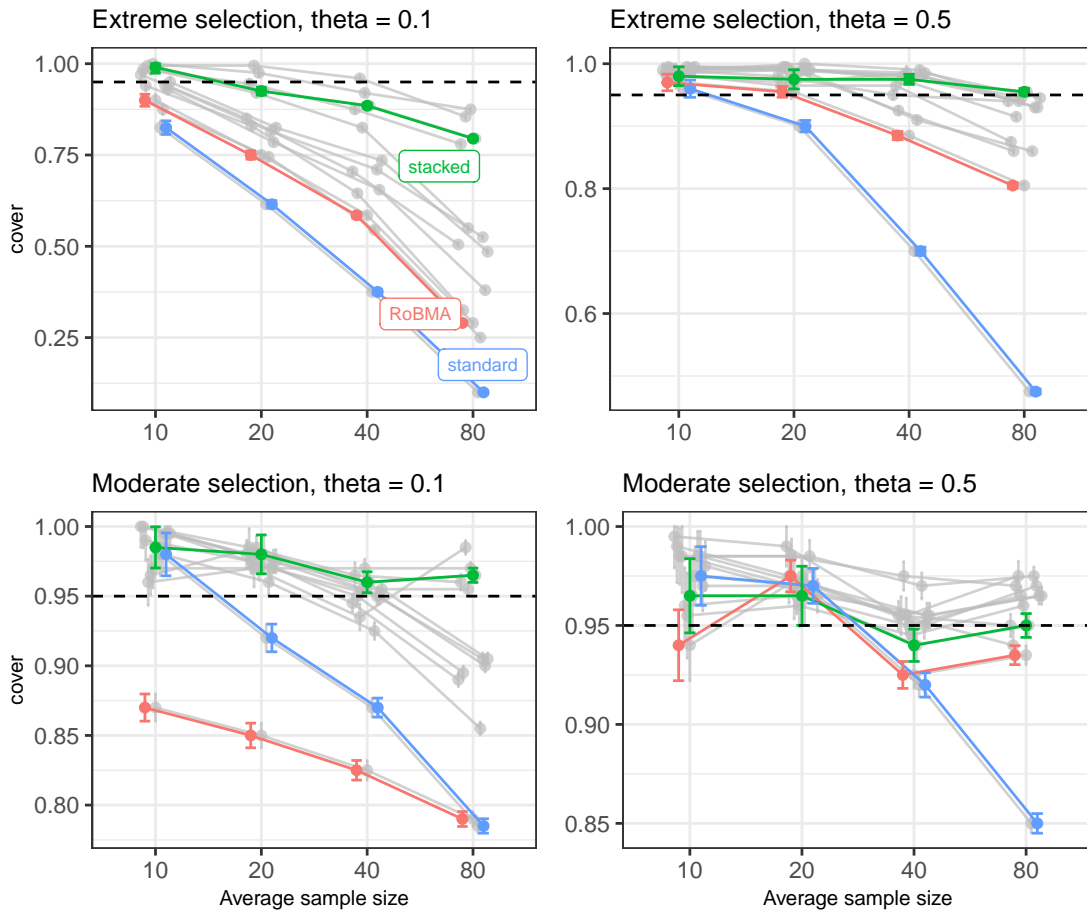 Extreme selection, theta = 0.1
Extreme selection, theta = 0.5
cover
1.00
0.75
0.50
0.25
stacked
RoBMA
standard
10 20 40 80
1.0
0.8
0.6
10 20 40 80
Moderate selection, theta = 0.1
Moderate selection, theta = 0.5
cover
1.00
0.95
0.90
0.85
0.80
10 20 40 80
Average sample size
1.00
0.95
0.90
0.85
10 20 40 80
Average sample size